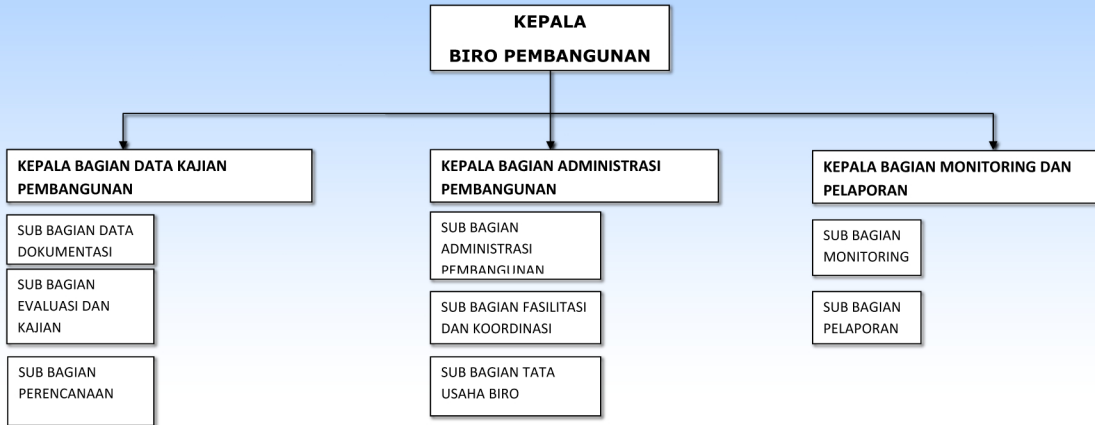 KEPALA
BIRO PEMBANGUNAN
KEPALA BAGIAN DATA KAJIAN
PEMBANGUNAN
SUB BAGIAN DATA
DOKUMENTASI
SUB BAGIAN
EVALUASI DAN
KAJIAN
SUB BAGIAN
PERENCANAAN
KEPALA BAGIAN ADMINISTRASI
PEMBANGUNAN
SUB BAGIAN
ADMINISTRASI
PEMBANGUNAN
SUB BAGIAN FASILITASI
DAN KOORDINASI
SUB BAGIAN TATA
USAHA BIRO
KEPALA BAGIAN MONITORING DAN
PELAPORAN
SUB BAGIAN
MONITORING
SUB BAGIAN
PELAPORAN